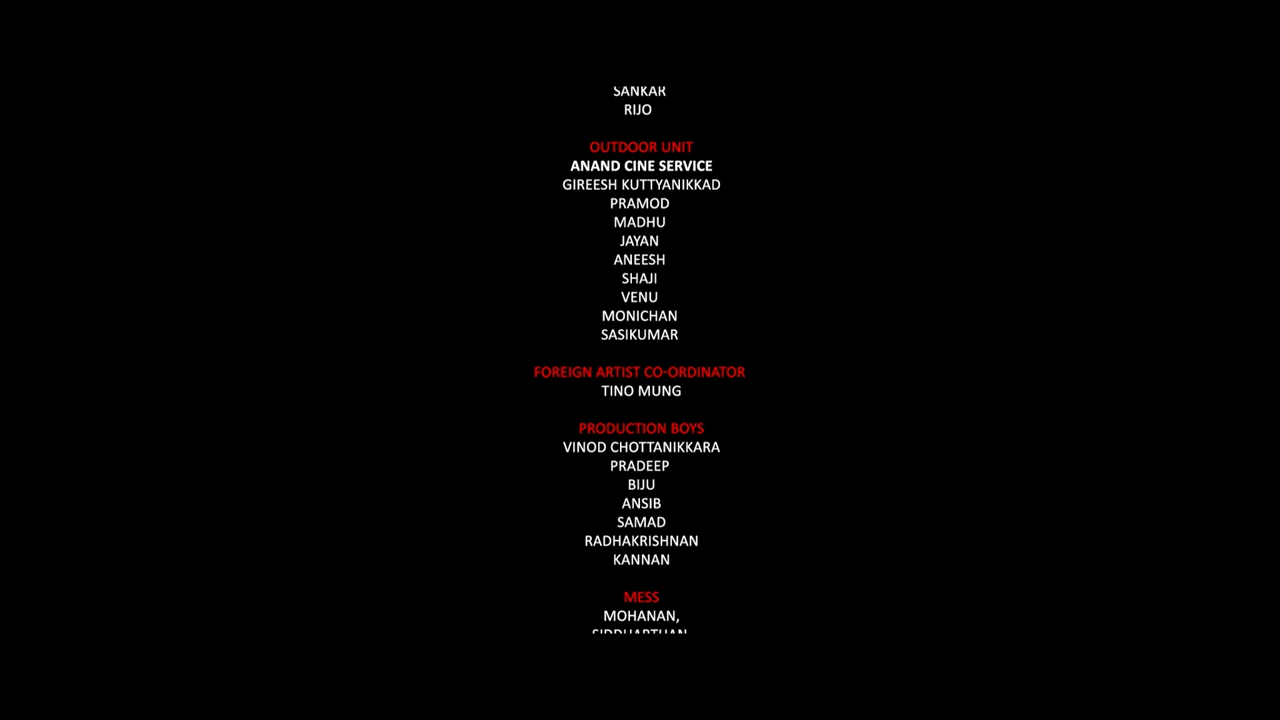 SANKAR
RIJO
OUTDOOR UNIT
ANAND CINE SERVICE
GIREESH KUTTYANIKKAD
PRAMOD
MADHU
JAYAN
ANEESH
SHAJI
VENU
MONICHAN
SASIKUMAR
FOREIGN ARTIST CO-ORDINATOR
TINO MUNG
PRODUCTION BOYS
VINOD CHOTTANIKKARA
PRADEEP
BIJU
ANSIB
SAMAD
RADHAKRISHNAN
KANNAN
MESS
MOHANAN,
SIDDHARTHAN